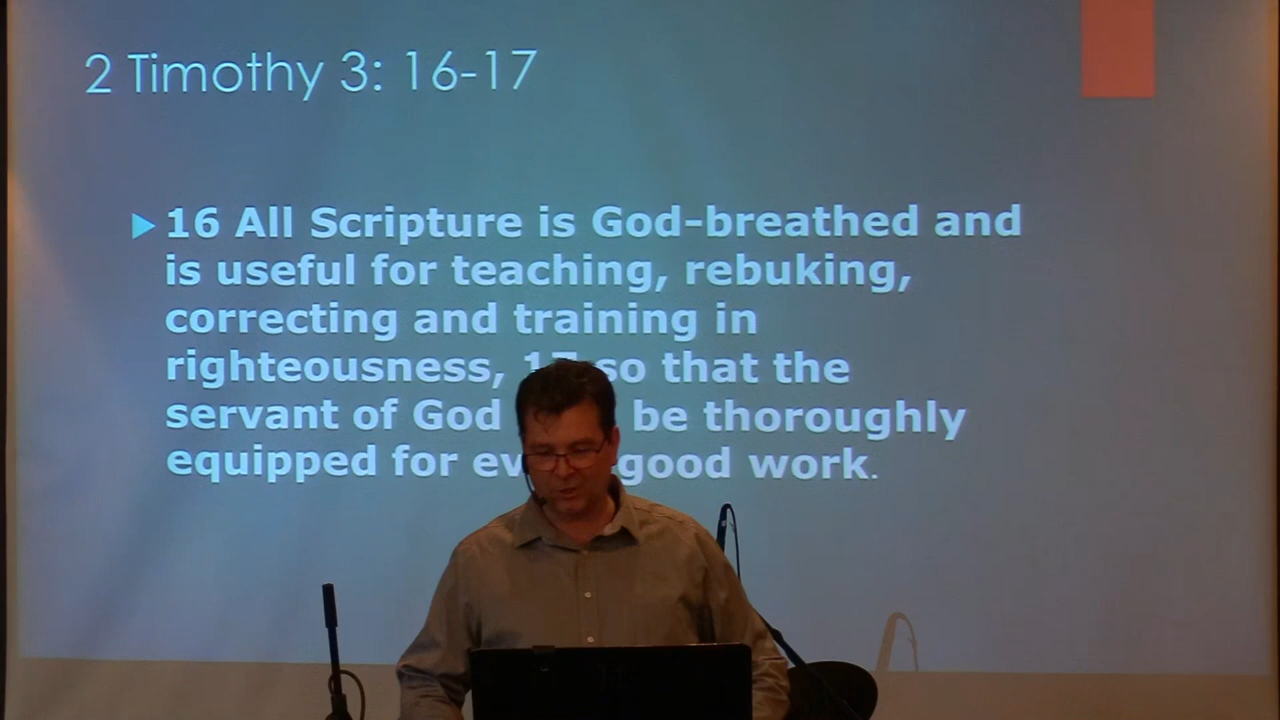 2 Timothy 3: 16-17
16 All Scripture is God-breathed and
is useful for teaching, rebuking,
correcting and training in
righteousness, 17 so that the
servant of God be thoroughly
equipped for good work.